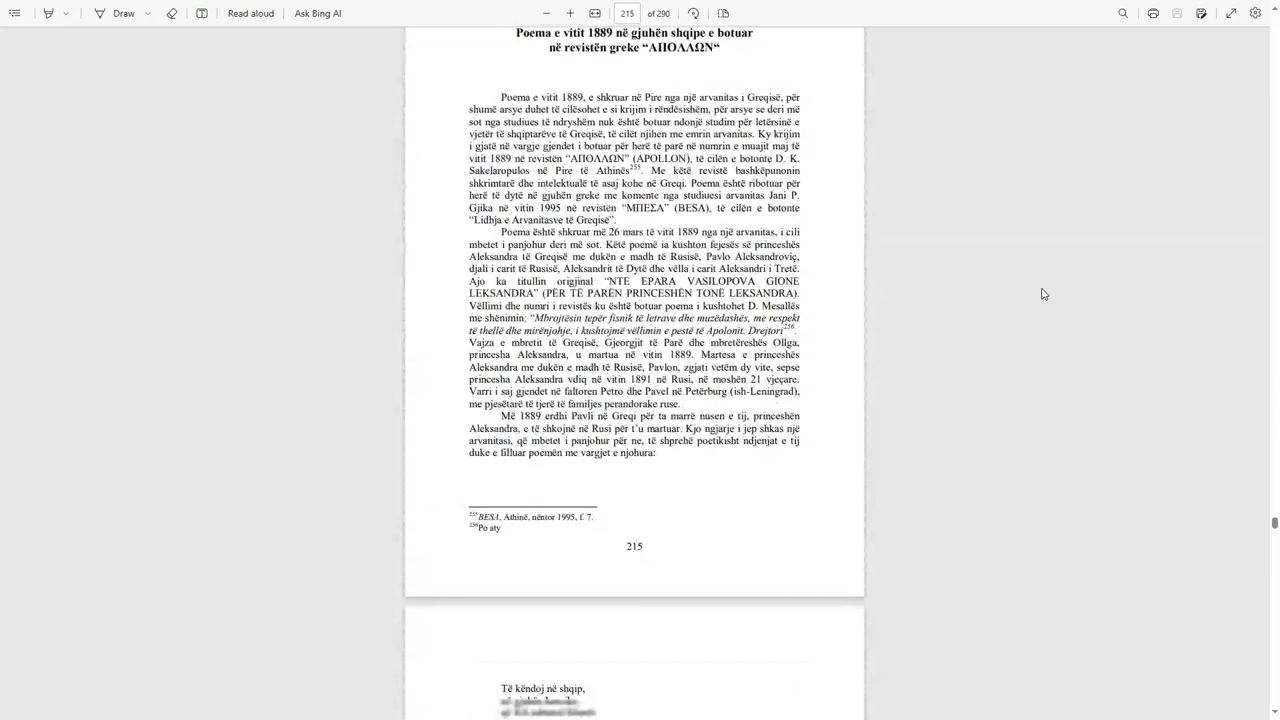 Draw
Read aloud
Ask Bing AI
215
of 290
Poema e vitit 1889 në gjuhën shqipe e botuar
në revistën greke “ΑΠΟΛΛΩΝ“
Poema e vitit 1889, e shkruar në Pire nga një arvanitas i Greqisë, për
shumë arsye duhet të cilësohet e si krijim i rëndësishëm, për arsye se deri më
sot nga studiues të ndryshëm nuk është botuar ndonjë studim për letërsinë e
vjetër të shqiptarëve të Greqisë, të cilët njihen me emrin arvanitas. Ky krijim
i gjatë në vargje gjendet i botuar për herë të parë në numrin e muajit maj të
vitit 1889 në revistën “ΑΠΟΛΛΩΝ” (APOLLON), të cilën e botonte D. K.
Sakelaropulos në Pire të Athinës255. Me këtë revistë bashkëpunonin
shkrimtarë dhe intelektualë të asaj kohe në Greqi. Poema është ribotuar për
herë të dytë në gjuhën greke me komente nga studiuesi arvanitas Jani P.
Gjika në vitin 1995 në revistën “ΜΠΕΣΑ” (BESA), të cilën e botonte
“Lidhja e Arvanitasve të Greqisë”.
Poema është shkruar më 26 mars të vitit 1889 nga një arvanitas, i cili
mbetet i panjohur deri më sot. Këtë poemë ia kushton fejesës së princeshës
Aleksandra të Greqisë me dukën e madh të Rusisë, Pavlo Aleksandroviç,
djali i carit të Rusisë, Aleksandrit të Dytë dhe vëlla i carit Aleksandri i Tretë.
Ajo ka titullin origjinal “NTE EPARA VASILOPOVA GIONE
LEKSANDRA” (PËR TË PARËN PRINCESHËN TONË LEKSANDRA).
Vëllimi dhe numri i revistës ku është botuar poema i kushtohet D. Mesallës
me shënimin: “Mbrojtësin tepër fisnik të letrave dhe muzëdashës, me respekt
të thellë dhe mirënjohje, i kushtojmë vëllimin e pestë të Apolonit. Drejtori256.
Vajza e mbretit të Greqisë, Gjeorgjit të Parë dhe mbretëreshës Ollga,
princesha Aleksandra, u martua në vitin 1889. Martesa e princeshës
Aleksandra me dukën e madh të Rusisë, Pavlon, zgjati vetëm dy vite, sepse
princesha Aleksandra vdiq në vitin 1891 në Rusi, në moshën 21 vjeçare.
Varri i saj gjendet në faltoren Petro dhe Pavel në Petërburg (ish-Leningrad),
me pjesëtarë të tjerë të familjes perandorake ruse.
Më 1889 erdhi Pavli në Greqi për ta marrë nusen e tij, princeshën
Aleksandra, e të shkojnë në Rusi për t’u martuar. Kjo ngjarje i jep shkas një
arvanitasi, që mbetet i panjohur për ne, të shprehë poetikisht ndjenjat e tij
duke e filluar poemën me vargjet e njohura:
255BESA, Athinë, nëntor 1995, f. 7.
256Po aty
215
Të këndoj në shqip,